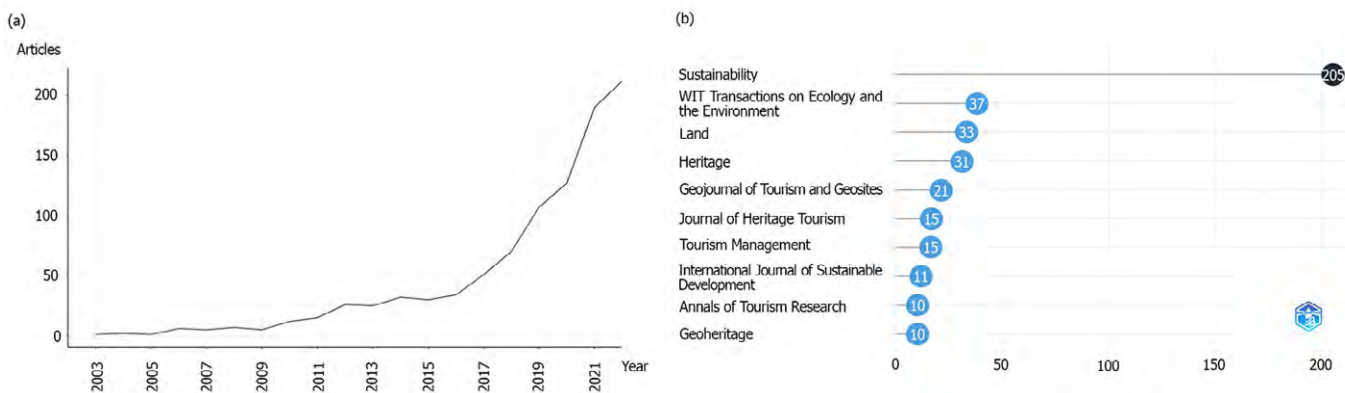 (a)
Articles
200
150
100
50
0
2003
2005
2007
2009
2011
2013
2015
2017
2019
2021
Year
(b)
Sustainability
205
WIT Transactions on Ecology and
the Environment
37
Land
33
Heritage
31
Geojournal of Tourism and Geosites
21
Journal of Heritage Tourism
15
Tourism Management
15
International Journal of Sustainable
Development
11
Annals of Tourism Research
10
Geoheritage
10
0
50
100
150
200